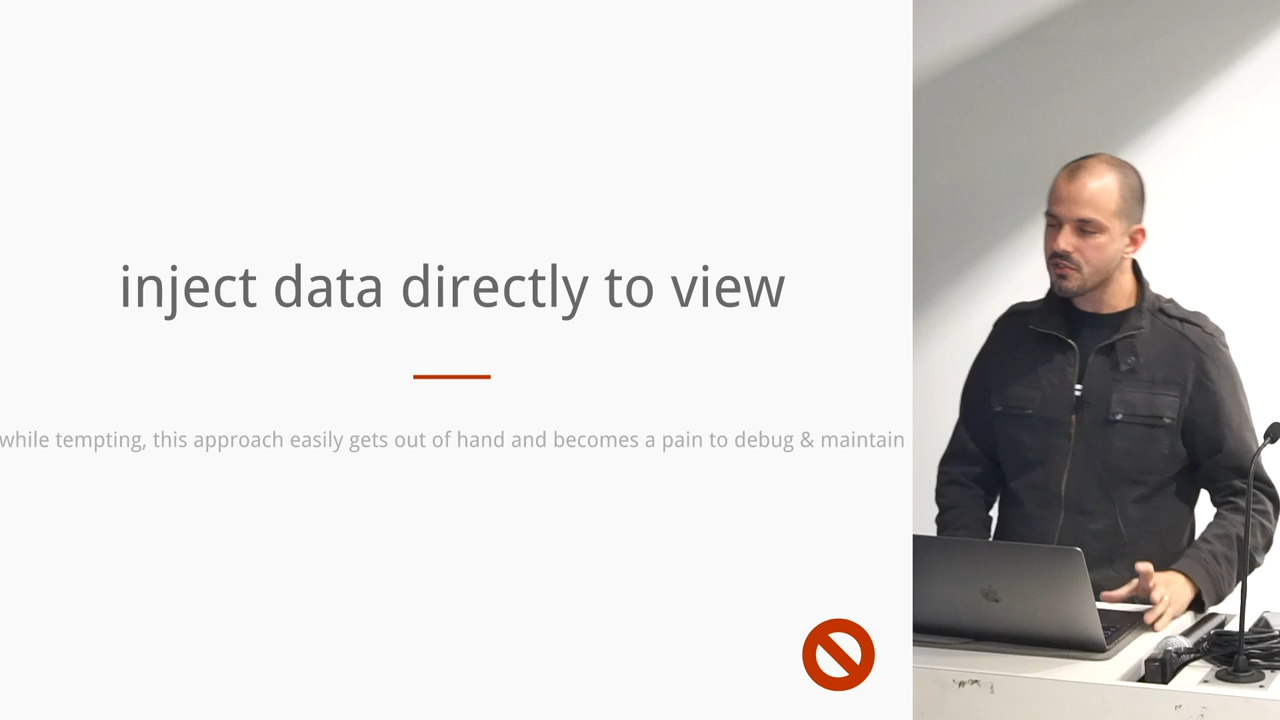 inject data directly to view
while tempting, this approach easily gets out of hand and becomes a pain to debug & maintain